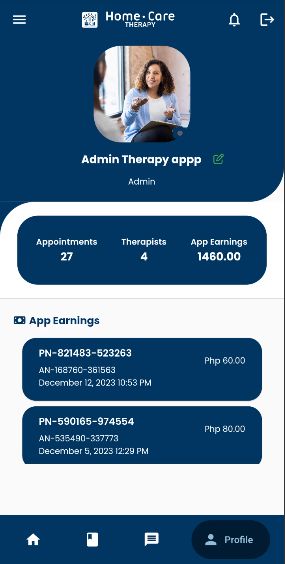 Home·Care
THERAPY
Admin Therapy appp
Admin
Appointments Therapists App Earnings
27 4 1460.00
App Earnings
PN-821483-523263
Php 60.00
AN-168760-361563
December 12, 2023 10:53 PM
PN-590165-974554
Php 80.00
AN-535490-337773
December 5, 2023 12:29 PM
Profile